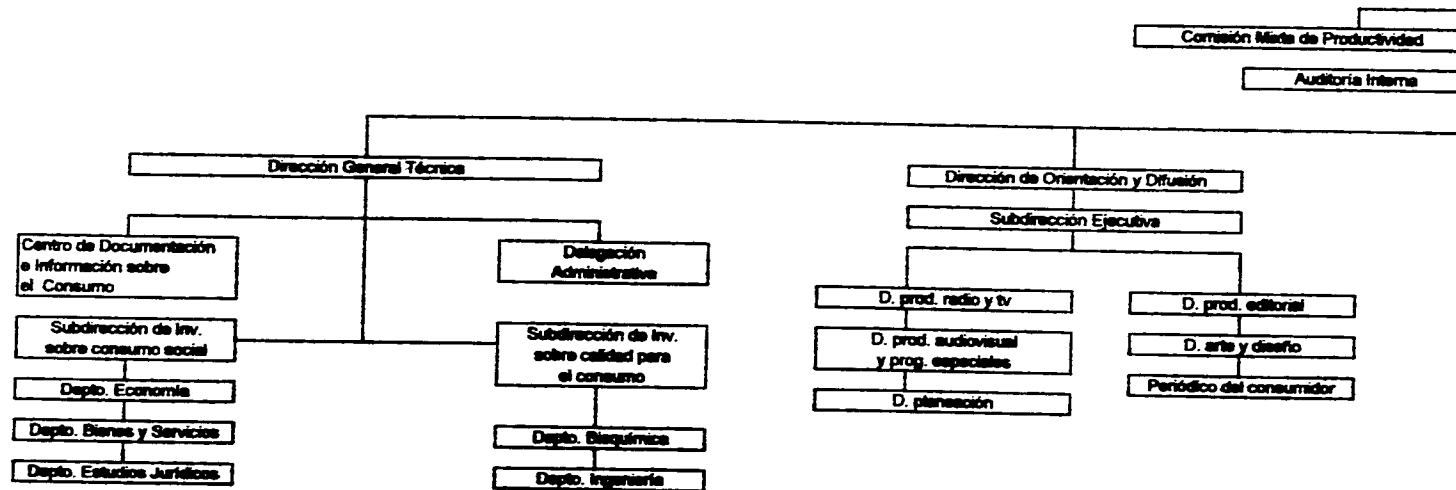 Comisión Mixta de Productividad
Auditoría Interna
Dirección General Técnica
Dirección de Orientación y Difusión
Subdirección Ejecutiva
Centro de Documentación
e Información sobre
el Consumo
Delegación
Administrativa
D. prod. radio y tv
D. prod. editorial
Subdirección de Inv.
sobre consumo social
Subdirección de Inv.
sobre calidad para
el consumo
D. prod. audiovisual
y prog. especiales
D. arte y diseño
Depto. Economía
D. planeación
Periódico del consumidor
Depto. Bienes y Servicios
Depto. Bioquímica
Depto. Estudios Jurídicos
Depto. Ingeniería